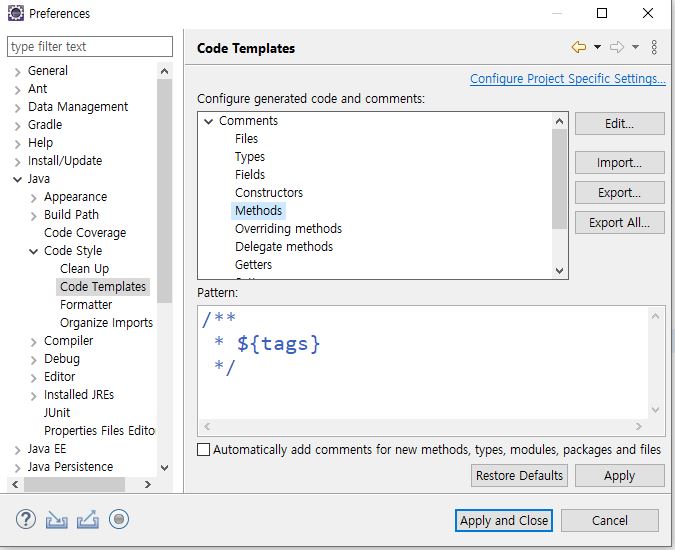 Preferences
type filter text
General
Ant
Data Management
Gradle
Help
Install/Update
Java
Appearance
Build Path
Code Coverage
Code Style
Clean Up
Code Templates
Formatter
Organize Imports
Compiler
Debug
Editor
Installed JREs
JUnit
Properties Files Edito
Java EE
Java Persistence
Code Templates
Configure Project Specific Settings...
Configure generated code and comments:
Comments
Files
Types
Fields
Constructors
Methods
Overriding methods
Delegate methods
Getters
Edit...
Import...
Export...
Export All...
Pattern:
/**
 * ${tags}
 */
Automatically add comments for new methods, types, modules, packages and files
Restore Defaults
Apply
Apply and Close
Cancel